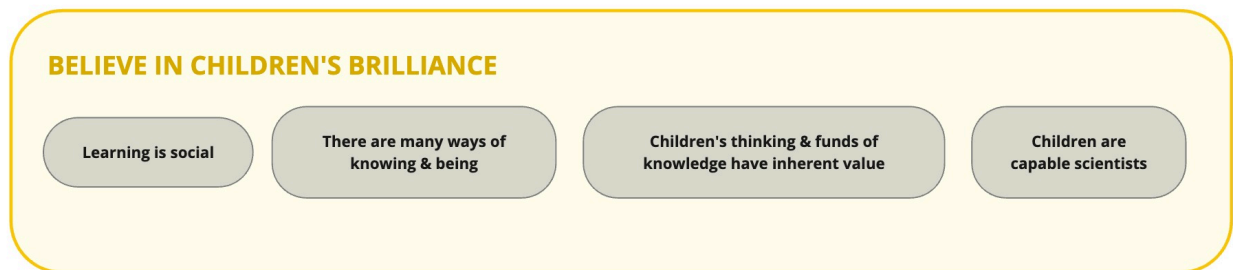 BELIEVE IN CHILDREN'S BRILLIANCE
Learning is social
There are many ways of
knowing & being
Children's thinking & funds of
knowledge have inherent value
Children are
capable scientists